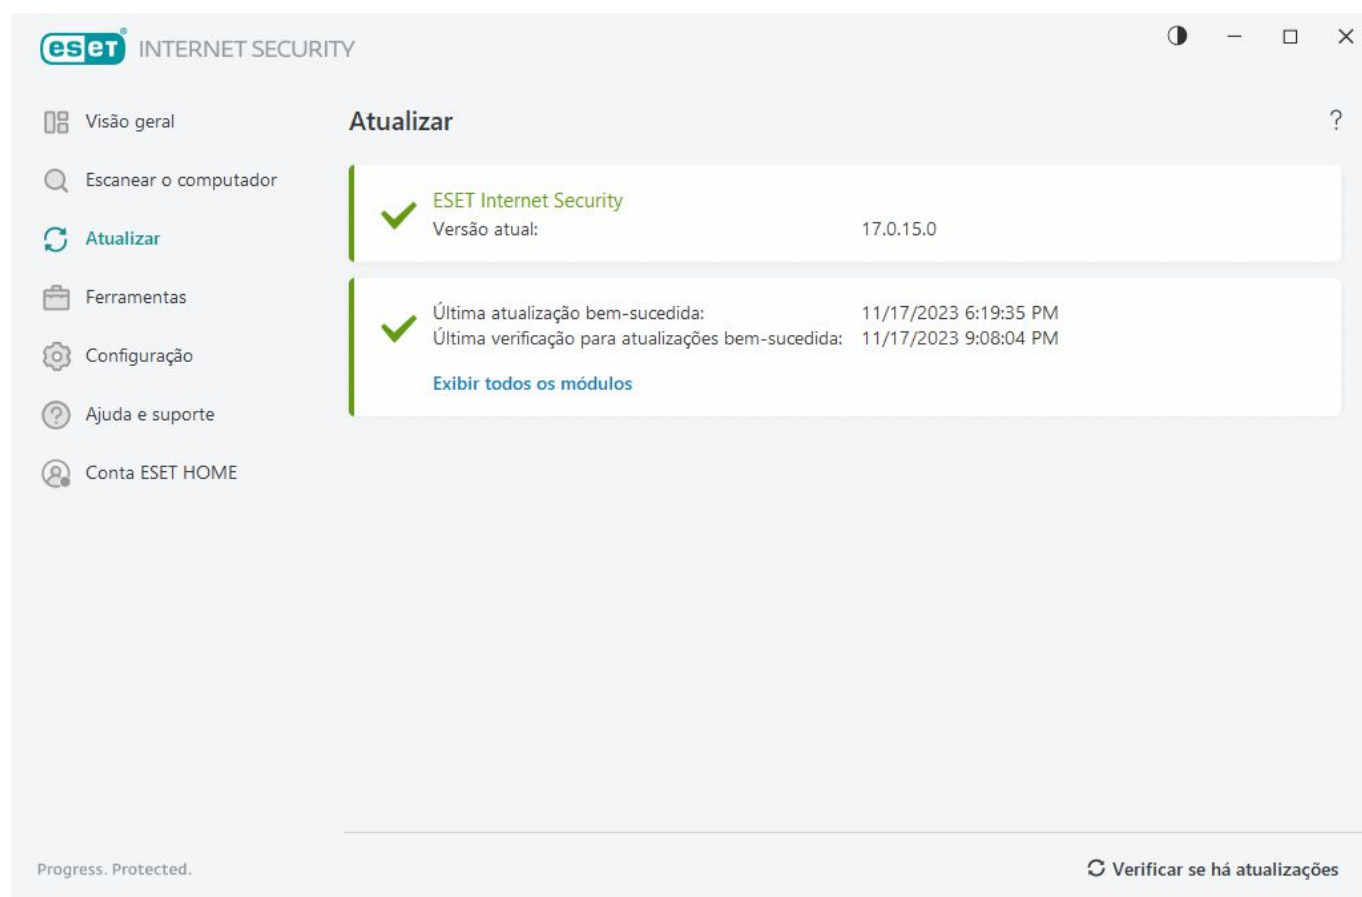 eset® INTERNET SECURITY
Visão geral
Escanear o computador
Atualizar
Ferramentas
Configuração
Ajuda e suporte
Conta ESET HOME
Atualizar
?
ESET Internet Security
Versão atual: 17.0.15.0
Última atualização bem-sucedida: 11/17/2023 6:19:35 PM
Última verificação para atualizações bem-sucedida: 11/17/2023 9:08:04 PM
Exibir todos os módulos
Progress. Protected.
Verificar se há atualizações